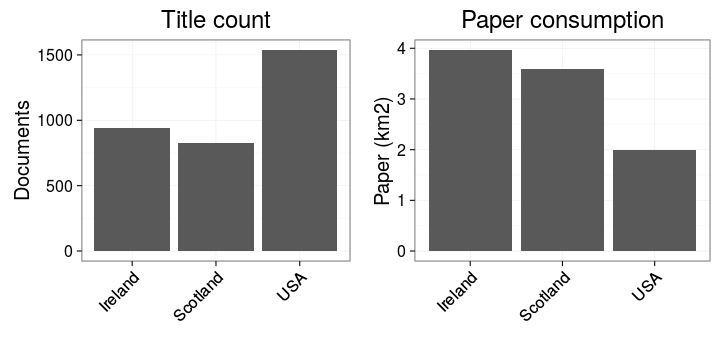 Title count
Documents
1500
1000
500
0
Ireland
Scotland
USA
Paper consumption
Paper (km2)
4
3
2
1
0
Ireland
Scotland
USA